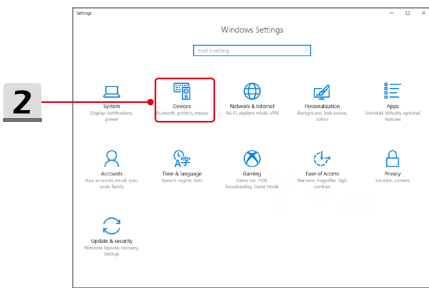 Settings
Windows Settings
Find a setting
2
System
Display, notifications,
power
Devices
Bluetooth, printers, mouse
Network & Internet
Wi-Fi, airplane mode, VPN
Personalization
Background, lock screen,
colors
Apps
Uninstall, defaults, optional
features
Accounts
Your accounts, email, sync,
work, family
Time & language
Speech, region, date
Gaming
Game bar, DVR,
broadcasting, Game Mode
Ease of Access
Narrator, magnifier, high
contrast
Privacy
Location, camera
Update & security
Windows Update, recovery,
backup